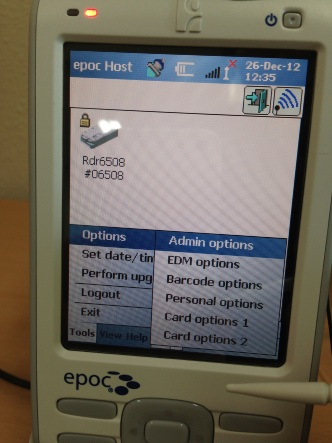 epoc Host
26-Dec-12
12:35
Rdr6508
#06508
Options
Set date/tim
Perform upg
Logout
Exit
Tools View Help
Admin options
EDM options
Barcode options
Personal options
Card options 1
Card options 2
epoc